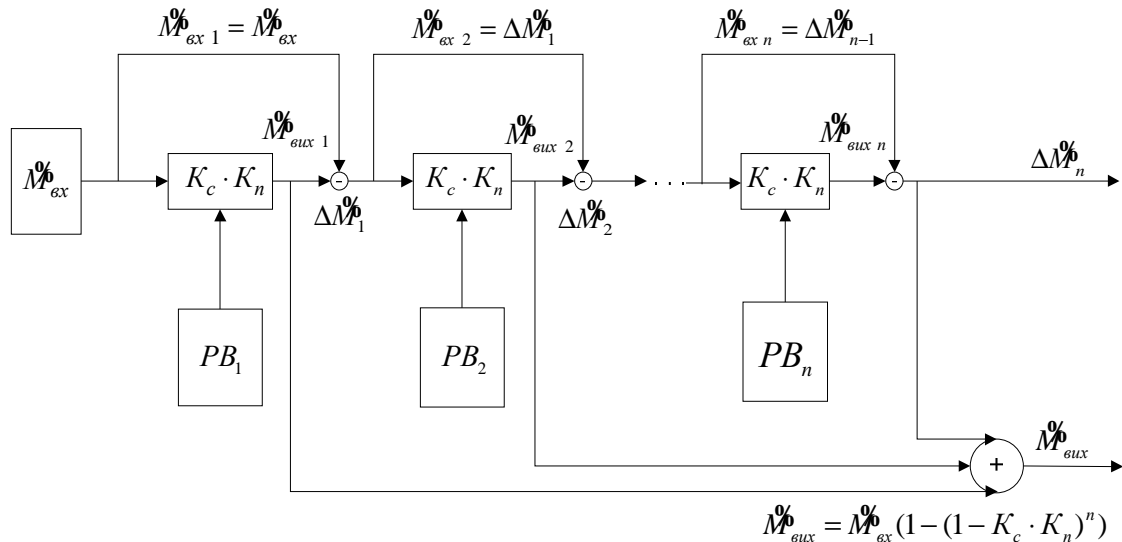 M%вх 1 = M%вх
M%вх 2 = ΔM%1
M%вх n = ΔM%n−1
M%вих 1
M%вих 2
M%вих n
ΔM%n
M%вх
Kс · Kп
-
Kс · Kп
-
. . .
Kс · Kп
-
ΔM%1
ΔM%2
PB1
PB2
PBn
+
M%вих
M%вих = M%вх (1 − (1 − Kс · Kп)n)